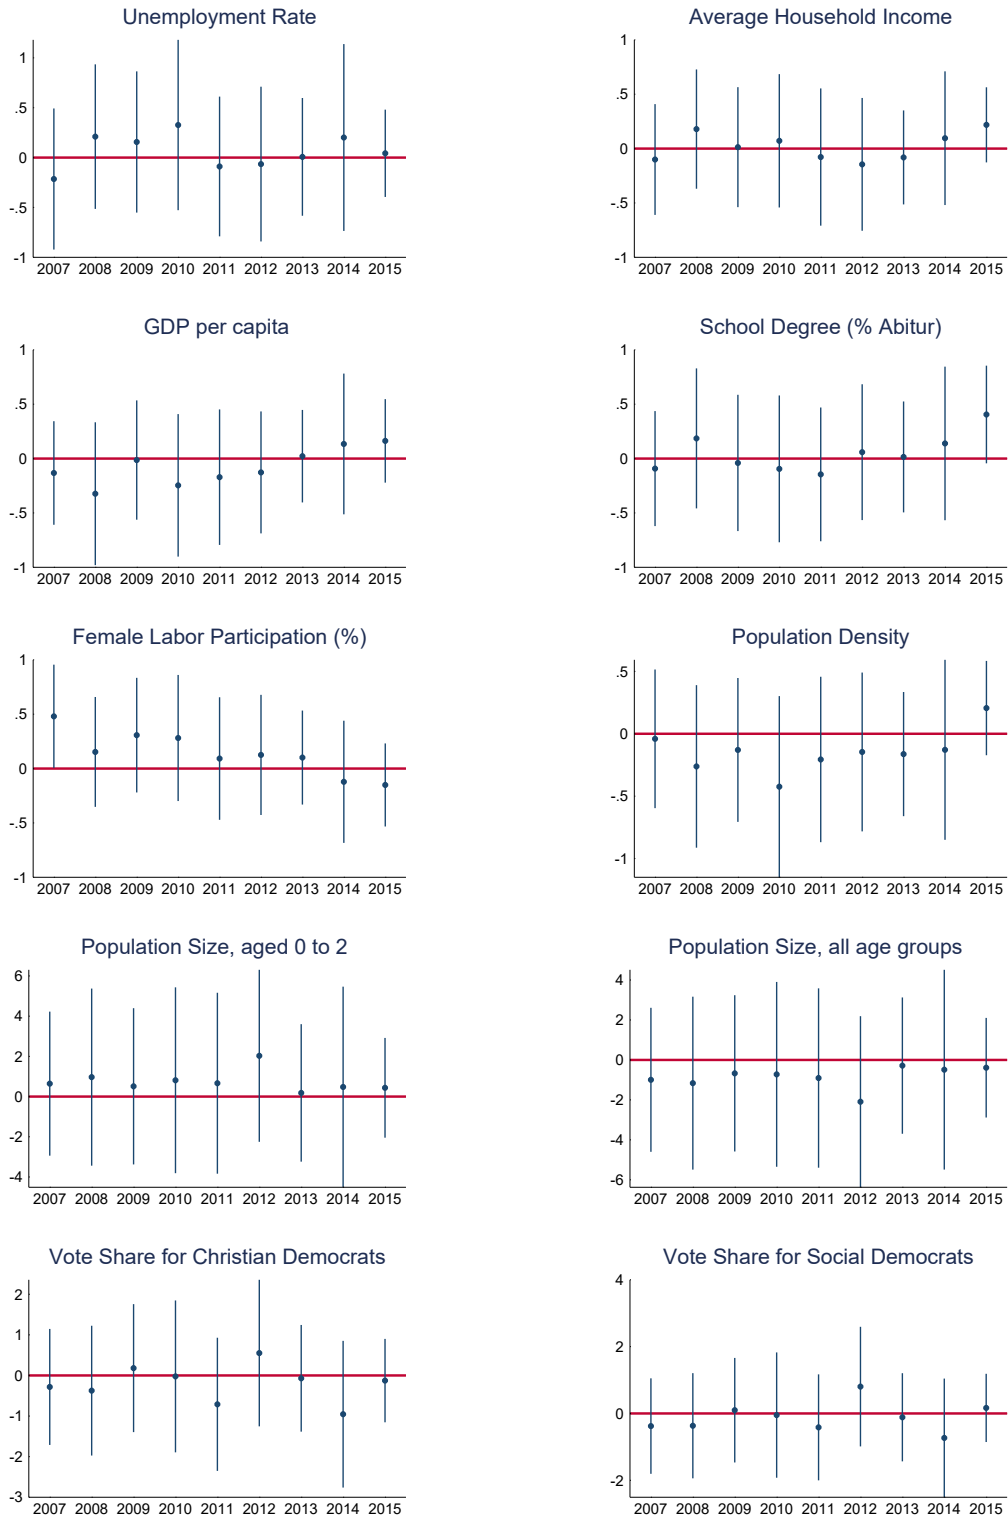 Unemployment Rate
1
.5
0
-.5
-1
2007 2008 2009 2010 2011 2012 2013 2014 2015
Average Household Income
1
.5
0
-.5
-1
2007 2008 2009 2010 2011 2012 2013 2014 2015
GDP per capita
1
.5
0
-.5
-1
2007 2008 2009 2010 2011 2012 2013 2014 2015
School Degree (% Abitur)
1
.5
0
-.5
-1
2007 2008 2009 2010 2011 2012 2013 2014 2015
Female Labor Participation (%)
1
.5
0
-.5
-1
2007 2008 2009 2010 2011 2012 2013 2014 2015
Population Density
.5
0
-.5
-1
2007 2008 2009 2010 2011 2012 2013 2014 2015
Population Size, aged 0 to 2
6
4
2
0
-2
-4
2007 2008 2009 2010 2011 2012 2013 2014 2015
Population Size, all age groups
4
2
0
-2
-4
-6
2007 2008 2009 2010 2011 2012 2013 2014 2015
Vote Share for Christian Democrats
2
1
0
-1
-2
-3
2007 2008 2009 2010 2011 2012 2013 2014 2015
Vote Share for Social Democrats
4
2
0
-2
2007 2008 2009 2010 2011 2012 2013 2014 2015